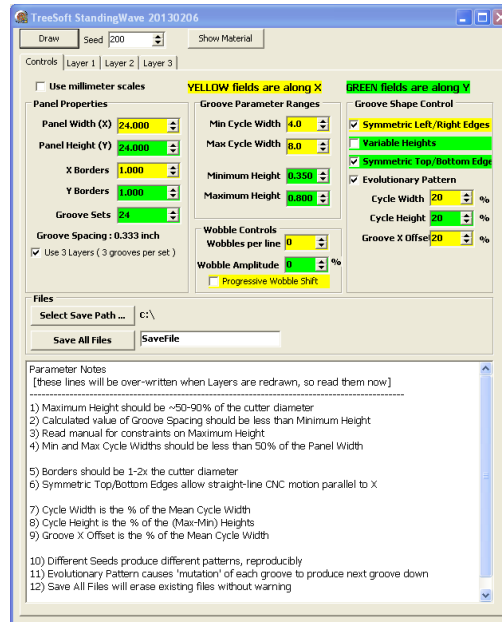 TreeSoft StandingWave 20130206
Draw Seed 200 Show Material
Controls Layer 1 Layer 2 Layer 3
Use millimeter scales YELLOW fields are along X GREEN fields are along Y
Panel Properties Groove Parameter Ranges Groove Shape Control
Panel Width (X) 24.000 Min Cycle Width 4.0 Symmetric Left/Right Edges
Panel Height (Y) 24.000 Max Cycle Width 8.0 Variable Heights
X Borders 1.000 Minimum Height 0.350 Symmetric Top/Bottom Edge
Y Borders 1.000 Maximum Height 0.800 Evolutionary Pattern
Groove Sets 24 Cycle Width 20 %
Groove Spacing : 0.333 inch Wobble Controls Cycle Height 20 %
Use 3 Layers ( 3 grooves per set ) Wobbles per line 0 Groove X Offset 20 %
Wobble Amplitude 0 %
Progressive Wobble Shift
Files
Select Save Path ... c:\
Save All Files SaveFile
Parameter Notes
[these lines will be over-written when Layers are redrawn, so read them now]
--------------------------------------------------------------------------------------------
1) Maximum Height should be ~50-90% of the cutter diameter
2) Calculated value of Groove Spacing should be less than Minimum Height
3) Read manual for constraints on Maximum Height
4) Min and Max Cycle Widths should be less than 50% of the Panel Width
5) Borders should be 1-2x the cutter diameter
6) Symmetric Top/Bottom Edges allow straight-line CNC motion parallel to X
7) Cycle Width is the % of the Mean Cycle Width
8) Cycle Height is the % of the (Max-Min) Heights
9) Groove X Offset is the % of the Mean Cycle Width
10) Different Seeds produce different patterns, reproducibly
11) Evolutionary Pattern causes 'mutation' of each groove to produce next groove down
12) Save All Files will erase existing files without warning